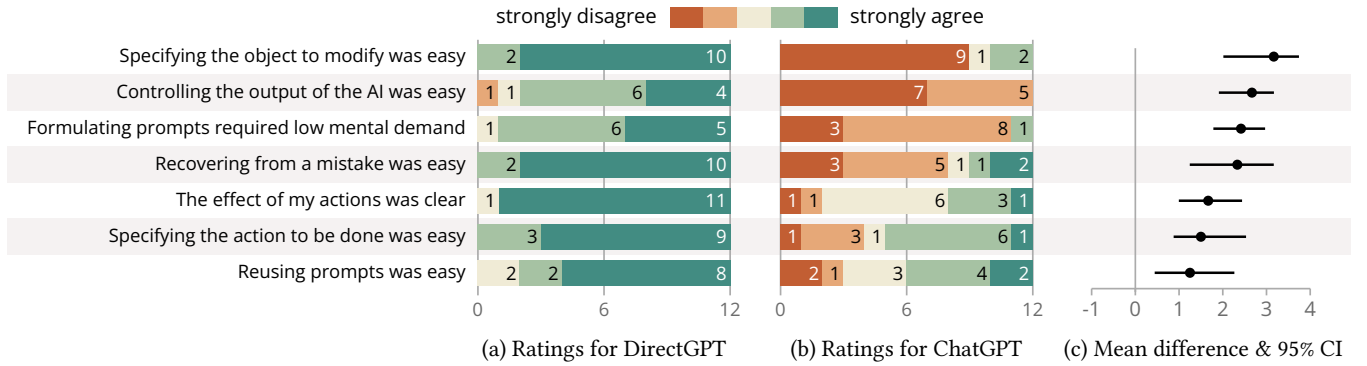 strongly disagree strongly agree
Specifying the object to modify was easy 2 10 9 1 2
Controlling the output of the AI was easy 1 1 6 4 7 5
Formulating prompts required low mental demand 1 6 5 3 8 1
Recovering from a mistake was easy 2 10 3 5 1 1 2
The effect of my actions was clear 1 11 1 1 6 3 1
Specifying the action to be done was easy 3 9 1 3 1 6 1
Reusing prompts was easy 2 2 8 2 1 3 4 2
0 6 12 0 6 12 -1 0 1 2 3 4
(a) Ratings for DirectGPT (b) Ratings for ChatGPT (c) Mean difference & 95% CI